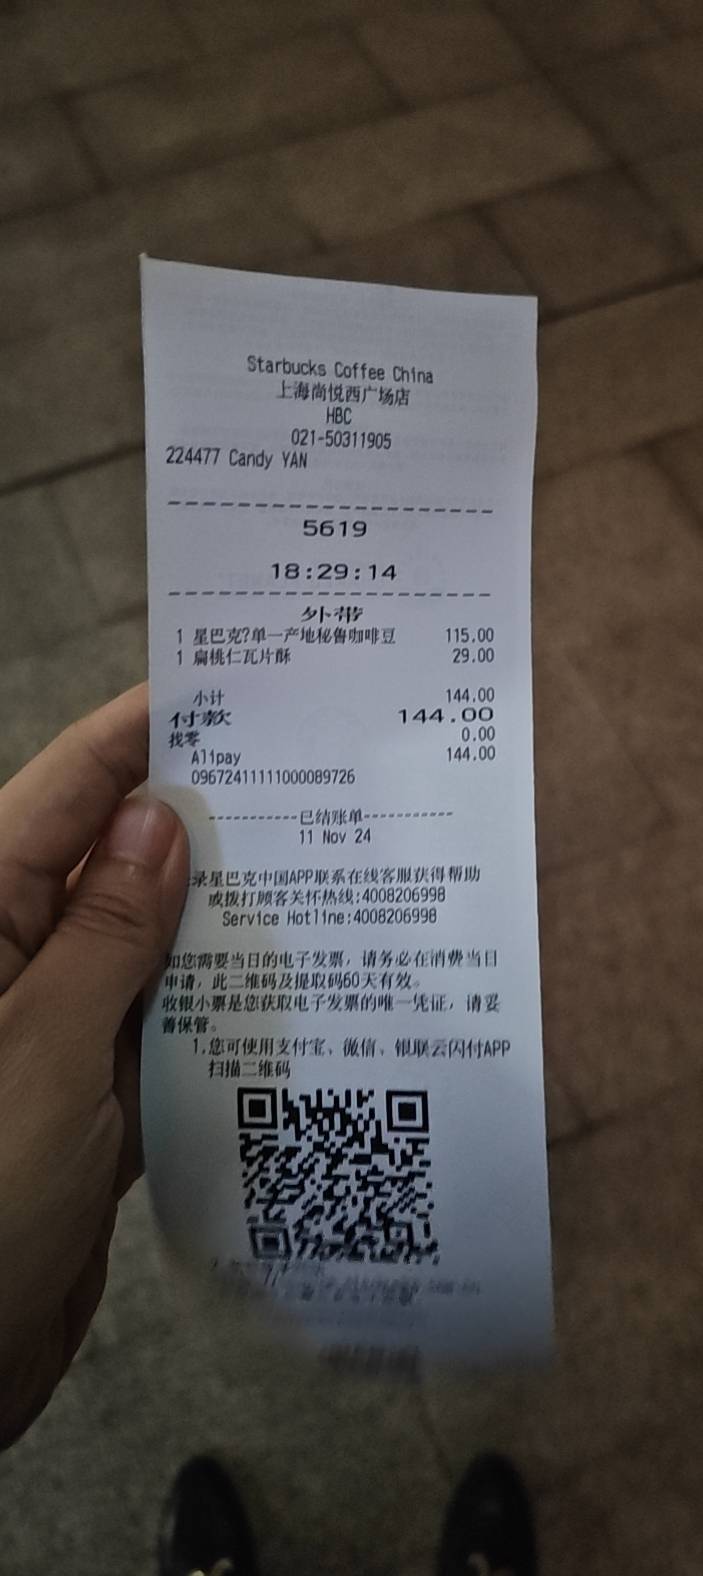 Starbucks Coffee China
上海尚悦西广场店
HBC
021-50311905
224477 Candy YAN
5619
18:29:14
外带
1 星巴克?单一产地秘鲁咖啡豆 115.00
1 扁桃仁瓦片酥 29.00
小计 144.00
付款 144.00
找零 0.00
Alipay 144.00
09672411111000089726
-----------已结账单-----------
11 Nov 24
录星巴克中国APP联系在线客服获得帮助
或拨打顾客关怀热线:4008206998
Service Hotline:4008206998
如您需要当日的电子发票，请务必在消费当日
申请，此二维码及提取码60天有效。
收银小票是您获取电子发票的唯一凭证，请妥
善保管。
1.您可使用支付宝、微信、银联云闪付APP
扫描二维码